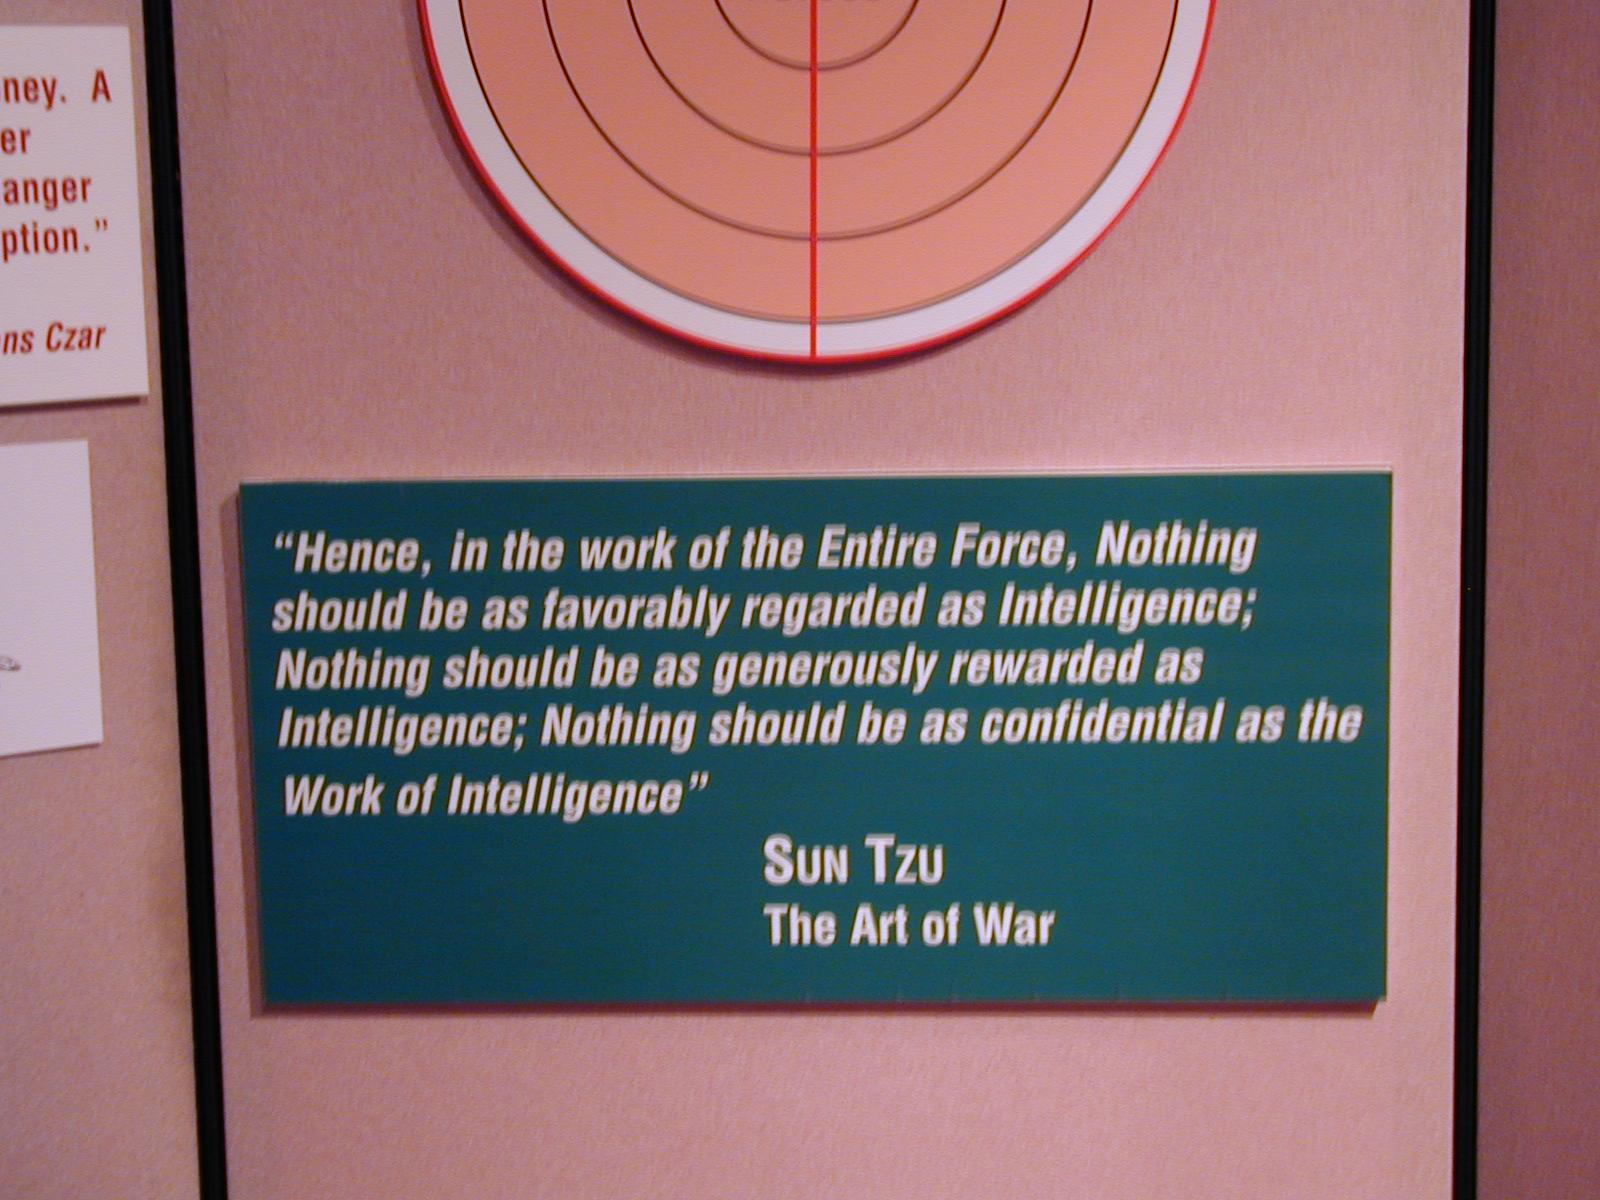 ney. A
er
anger
ption.”
ns Czar
“Hence, in the work of the Entire Force, Nothing
should be as favorably regarded as Intelligence;
Nothing should be as generously rewarded as
Intelligence; Nothing should be as confidential as the
Work of Intelligence”
SUN TZU
The Art of War